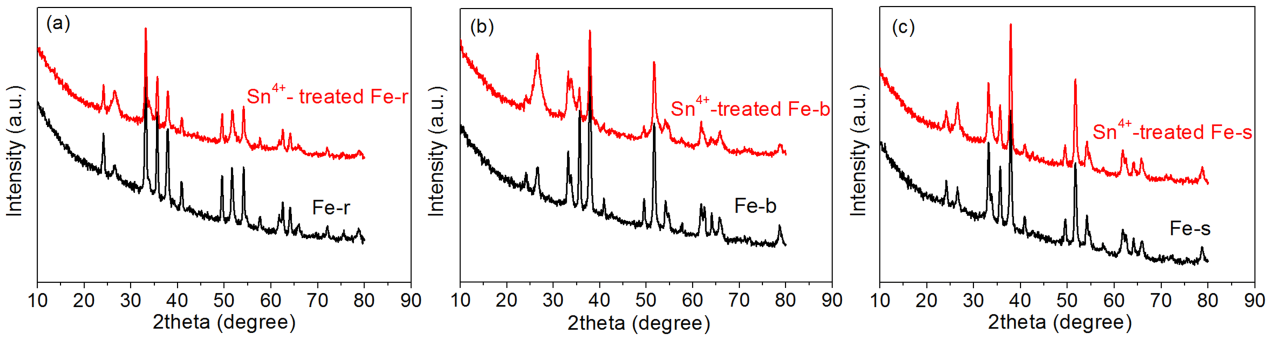 (a)
Intensity (a.u.)
Sn4+- treated Fe-r
Fe-r
10 20 30 40 50 60 70 80 90
2theta (degree)
(b)
Intensity (a.u.)
Sn4+-treated Fe-b
Fe-b
10 20 30 40 50 60 70 80 90
2theta (degree)
(c)
Intensity (a.u.)
Sn4+-treated Fe-s
Fe-s
10 20 30 40 50 60 70 80 90
2theta (degree)